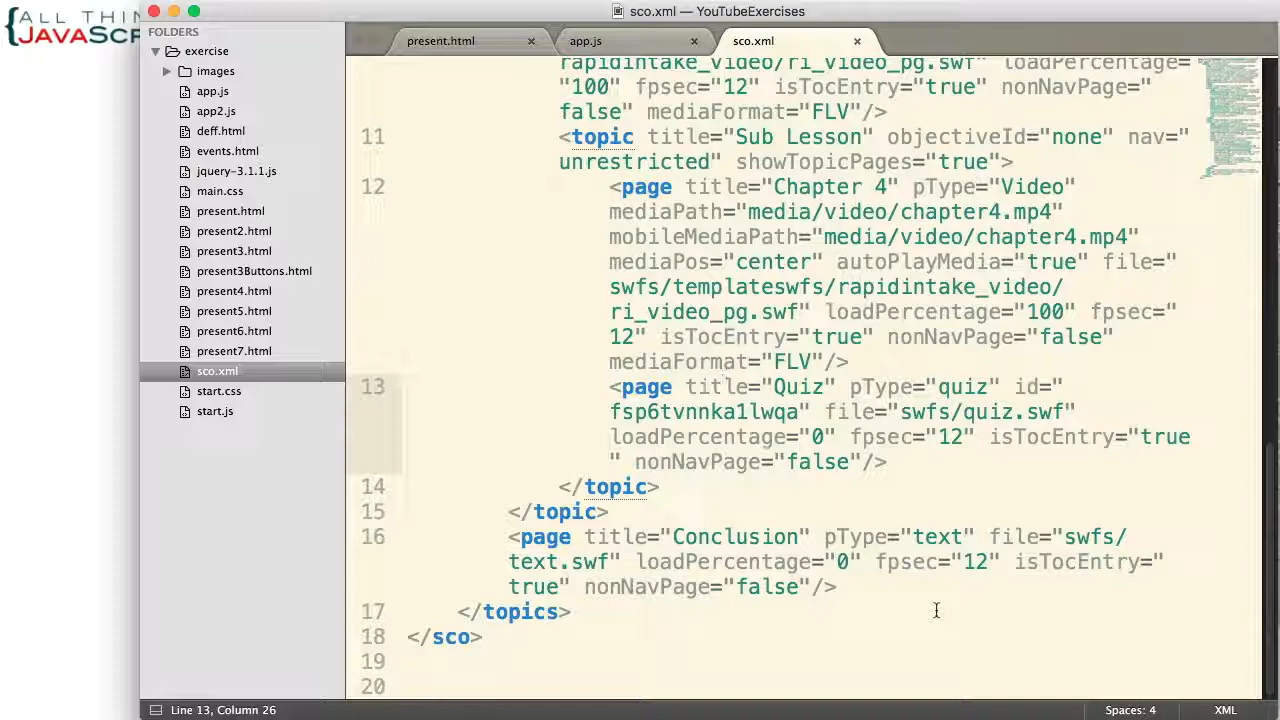 {ALL THIN
JAVASCR
sco.xml — YouTubeExercises
FOLDERS
exercise
images
app.js
app2.js
deff.html
events.html
jquery-3.1.1.js
main.css
present.html
present2.html
present3.html
present3Buttons.html
present4.html
present5.html
present6.html
present7.html
sco.xml
start.css
start.js
present.html × app.js × sco.xml ×
rapidintake_video/ri_video_pg.swf" loadPercentage=
"100" fpsec="12" isTocEntry="true" nonNavPage="
false" mediaFormat="FLV"/>
11 <topic title="Sub Lesson" objectiveId="none" nav="
unrestricted" showTopicPages="true">
12 <page title="Chapter 4" pType="Video"
mediaPath="media/video/chapter4.mp4"
mobileMediaPath="media/video/chapter4.mp4"
mediaPos="center" autoPlayMedia="true" file="
swfs/templateswfs/rapidintake_video/
ri_video_pg.swf" loadPercentage="100" fpsec="
12" isTocEntry="true" nonNavPage="false"
mediaFormat="FLV"/>
13 <page title="Quiz" pType="quiz" id="
fsp6tvnnka1lwqa" file="swfs/quiz.swf"
loadPercentage="0" fpsec="12" isTocEntry="true
" nonNavPage="false"/>
14 </topic>
15 </topic>
16 <page title="Conclusion" pType="text" file="swfs/
text.swf" loadPercentage="0" fpsec="12" isTocEntry="
true" nonNavPage="false"/>
17 </topics>
18 </sco>
19
20
Line 13, Column 26
Spaces: 4
XML